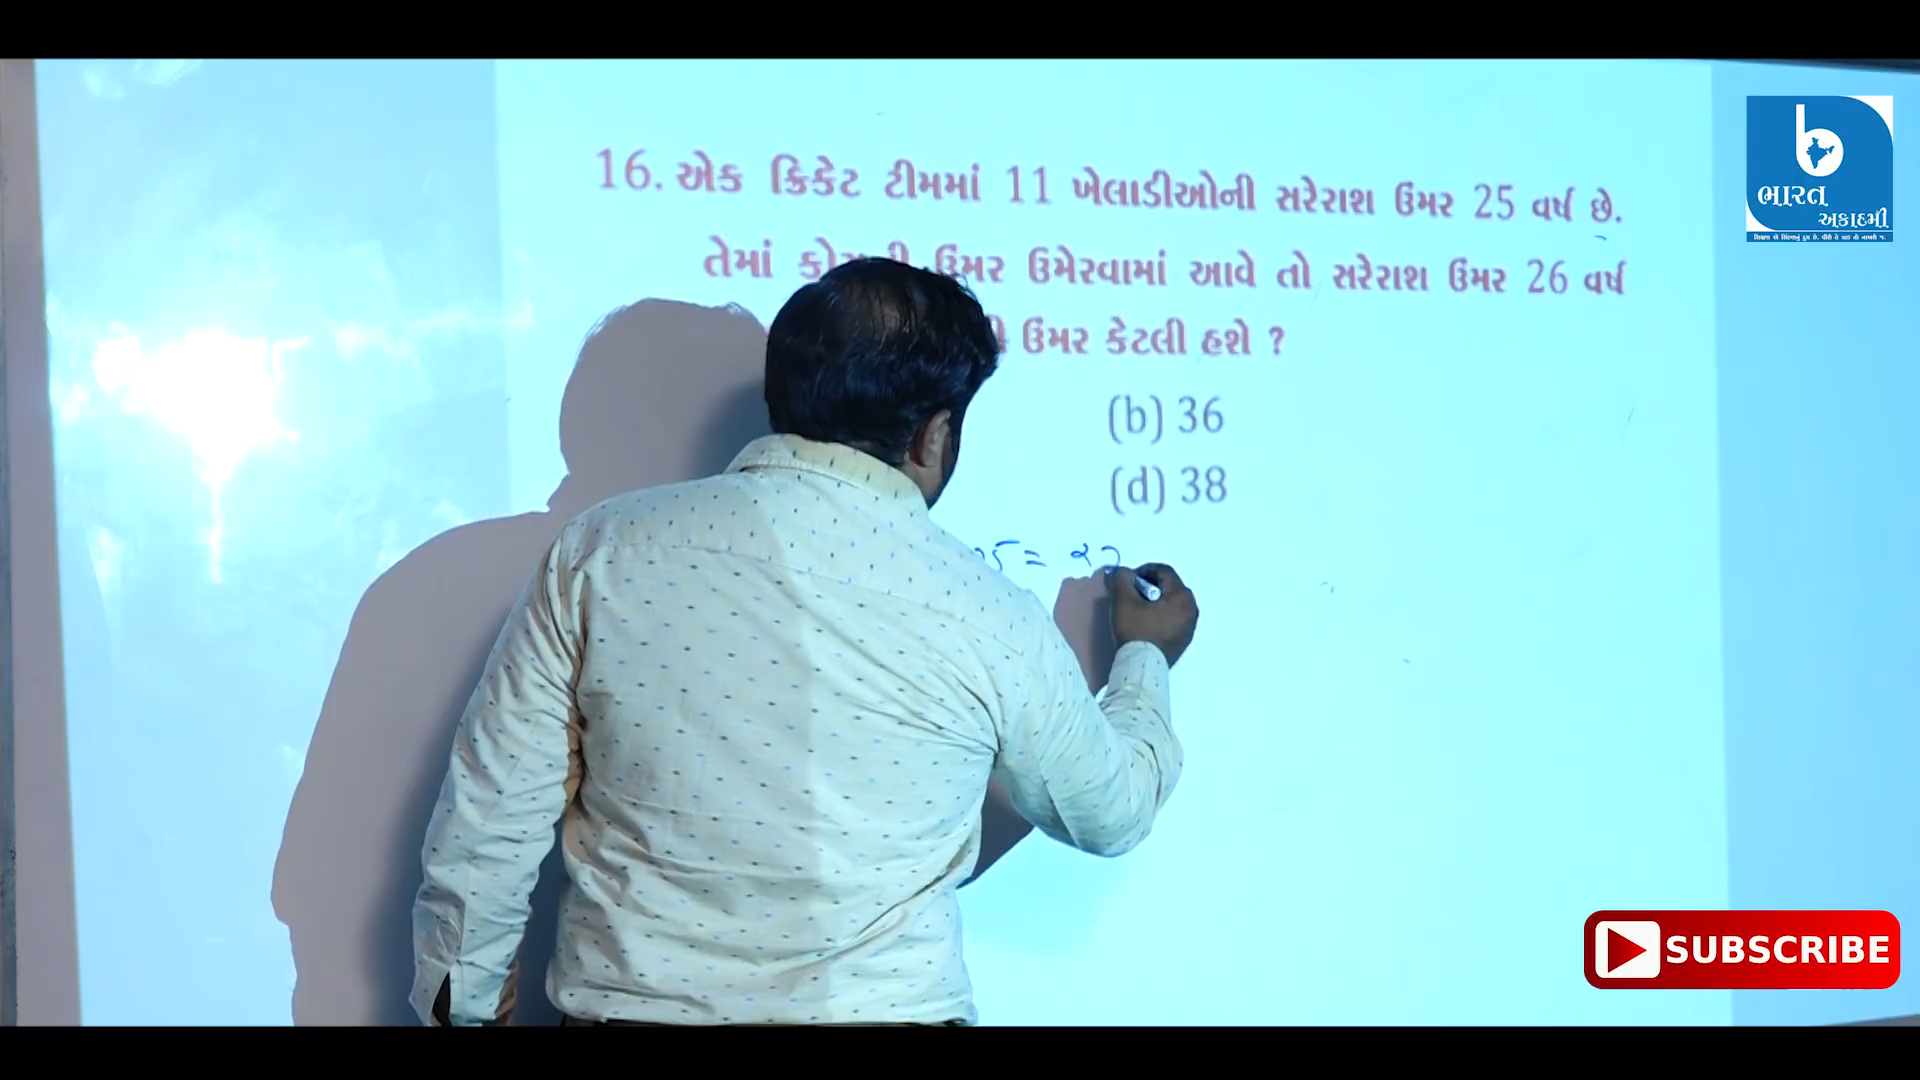 16. એક ક્રિકેટ ટીમમાં 11 ખેલાડીઓની સરેરાશ ઉંમર 25 વર્ષ છે.
તેમાં ઉંમર ઉમેરવામાં આવે તો સરેરાશ ઉંમર 26 વર્ષ
ઉંમર કેટલી હશે ?
(b) 36
(d) 38
ભારત
અકાદમી
SUBSCRIBE